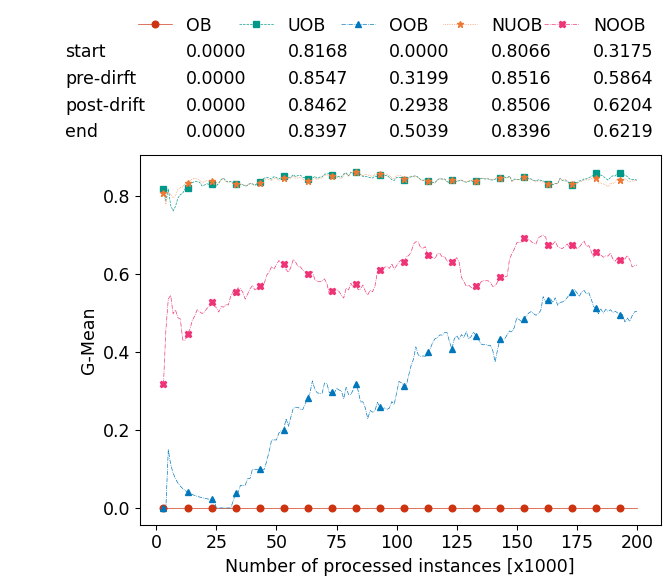 OB UOB OOB NUOB NOOB
start 0.0000 0.8168 0.0000 0.8066 0.3175
pre-dirft 0.0000 0.8547 0.3199 0.8516 0.5864
post-drift 0.0000 0.8462 0.2938 0.8506 0.6204
end 0.0000 0.8397 0.5039 0.8396 0.6219
0.8
0.6
0.4
0.2
0.0
G-Mean
0 25 50 75 100 125 150 175 200
Number of processed instances [x1000]